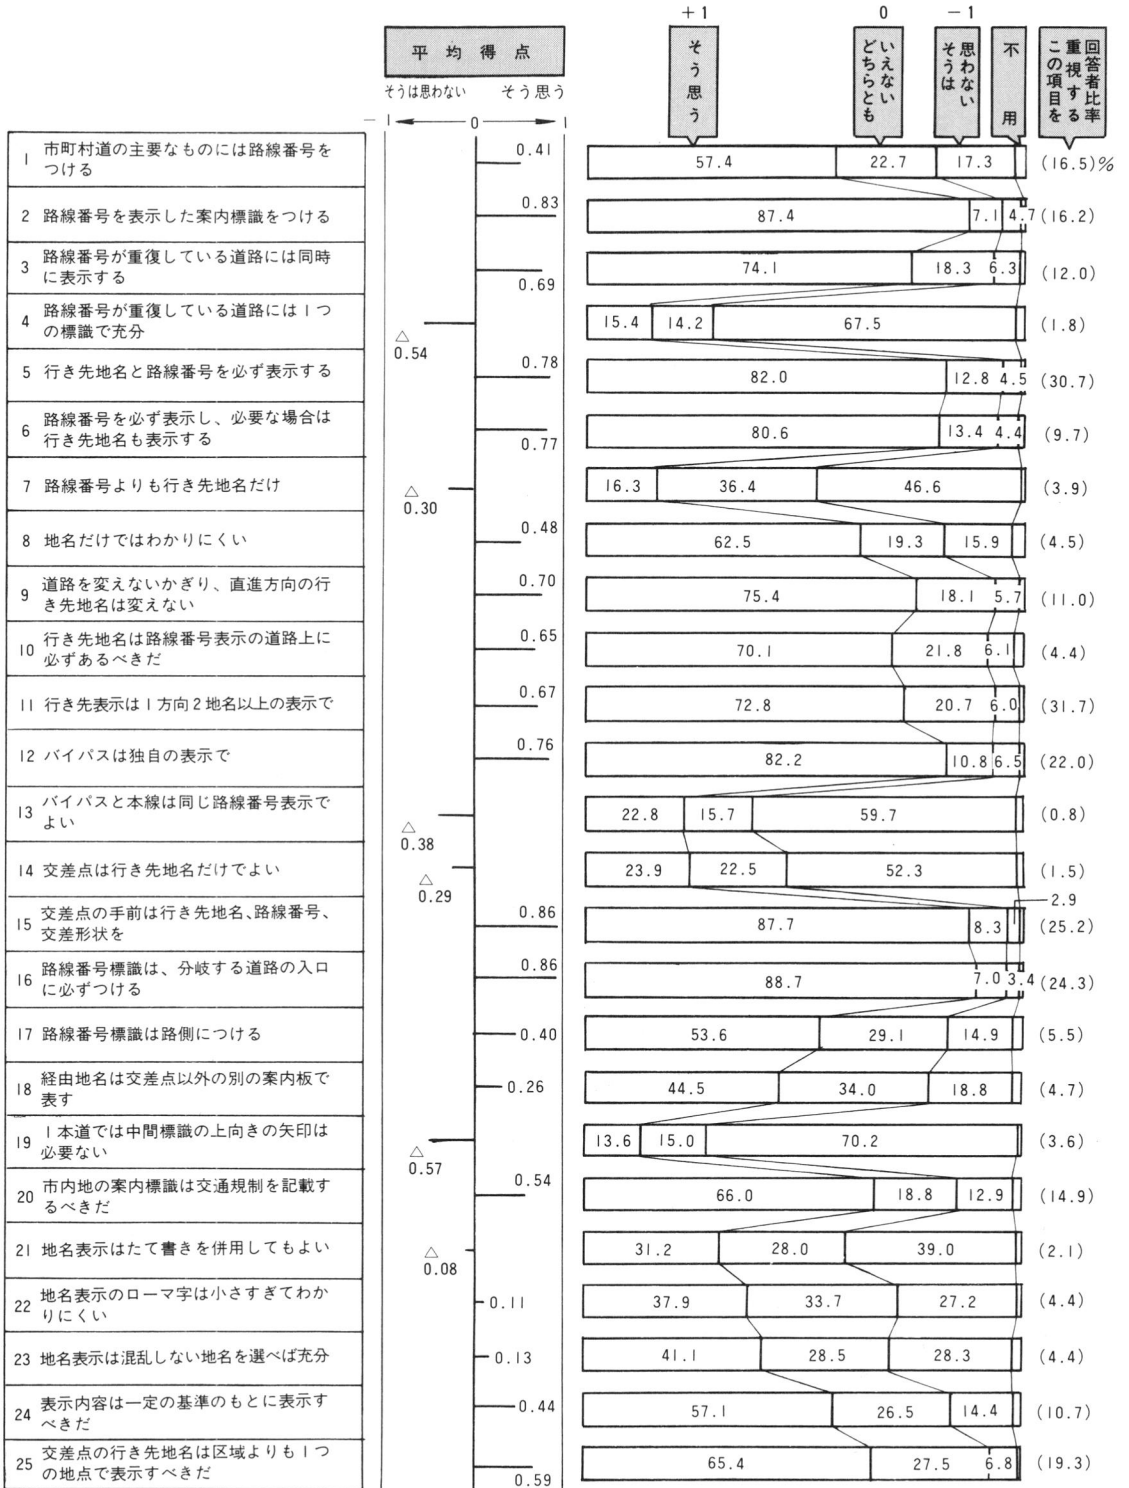 +1
0
-1
平均得点
そうは思わない
そう思う
-1
0
1
そう思う
どちらとも
いえない
そうは
思わない
不用
この項目を
重視する
回答者比率
1 市町村道の主要なものには路線番号を
つける
0.41
57.4 22.7 17.3 (16.5)%
2 路線番号を表示した案内標識をつける
0.83
87.4 7.1 4.7 (16.2)
3 路線番号が重複している道路には同時
に表示する
0.69
74.1 18.3 6.3 (12.0)
4 路線番号が重複している道路には1つ
の標識で充分
△
0.54
15.4 14.2 67.5 (1.8)
5 行き先地名と路線番号を必ず表示する
0.78
82.0 12.8 4.5 (30.7)
6 路線番号を必ず表示し、必要な場合は
行き先地名も表示する
0.77
80.6 13.4 4.4 (9.7)
7 路線番号よりも行き先地名だけ
△
0.30
16.3 36.4 46.6 (3.9)
8 地名だけではわかりにくい
0.48
62.5 19.3 15.9 (4.5)
9 道路を変えないかぎり、直進方向の行
き先地名は変えない
0.70
75.4 18.1 5.7 (11.0)
10 行き先地名は路線番号表示の道路上に
必ずあるべきだ
0.65
70.1 21.8 6.1 (4.4)
11 行き先表示は1方向2地名以上の表示で
0.67
72.8 20.7 6.0 (31.7)
12 バイパスは独自の表示で
0.76
82.2 10.8 6.5 (22.0)
13 バイパスと本線は同じ路線番号表示で
よい
△
0.38
22.8 15.7 59.7 (0.8)
14 交差点は行き先地名だけでよい
△
0.29
23.9 22.5 52.3 (1.5)
15 交差点の手前は行き先地名、路線番号、
交差形状を
0.86
87.7 8.3 2.9 (25.2)
16 路線番号標識は、分岐する道路の入口
に必ずつける
0.86
88.7 7.0 3.4 (24.3)
17 路線番号標識は路側につける
0.40
53.6 29.1 14.9 (5.5)
18 経由地名は交差点以外の別の案内板で
表す
0.26
44.5 34.0 18.8 (4.7)
19 1本道では中間標識の上向きの矢印は
必要ない
△
0.57
13.6 15.0 70.2 (3.6)
20 市内地の案内標識は交通規制を記載す
るべきだ
0.54
66.0 18.8 12.9 (14.9)
21 地名表示はたて書きを併用してもよい
△
0.08
31.2 28.0 39.0 (2.1)
22 地名表示のローマ字は小さすぎてわか
りにくい
0.11
37.9 33.7 27.2 (4.4)
23 地名表示は混乱しない地名を選べば充分
0.13
41.1 28.5 28.3 (4.4)
24 表示内容は一定の基準のもとに表示す
べきだ
0.44
57.1 26.5 14.4 (10.7)
25 交差点の行き先地名は区域よりも1つ
の地点で表示すべきだ
0.59
65.4 27.5 6.8 (19.3)